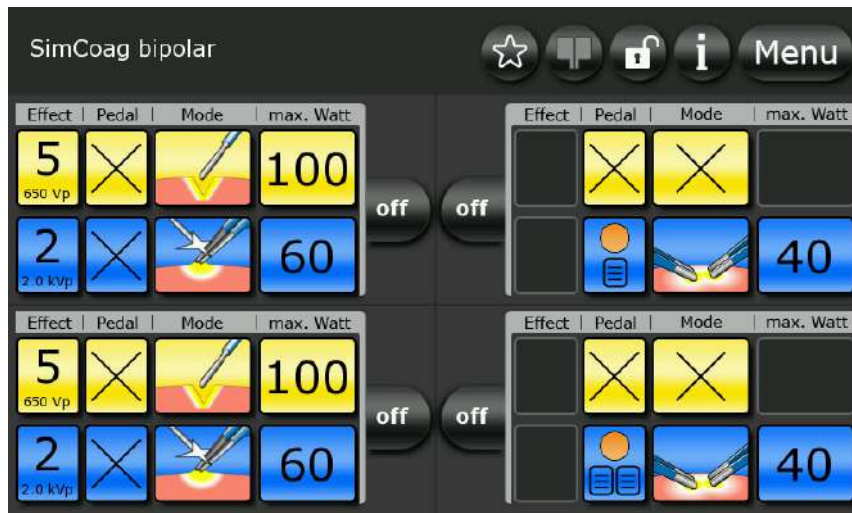 SimCoag bipolar
i Menu
Effect | Pedal | Mode | max. Watt
5
650 Vp
100
off
2
2.0 kVp
60
Effect | Pedal | Mode | max. Watt
off
40
Effect | Pedal | Mode | max. Watt
5
650 Vp
100
off
2
2.0 kVp
60
Effect | Pedal | Mode | max. Watt
off
40